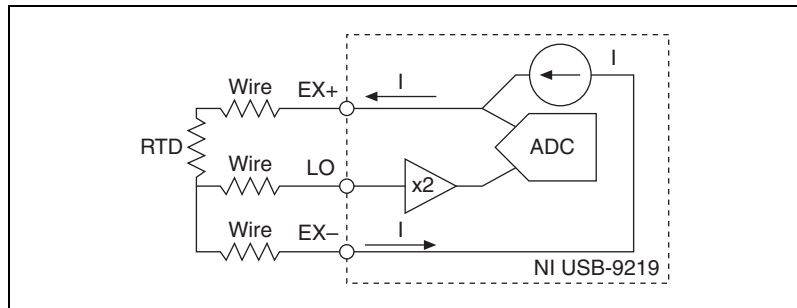 I
Wire EX+ I
RTD Wire LO ADC
x2
Wire EX– I
NI USB-9219